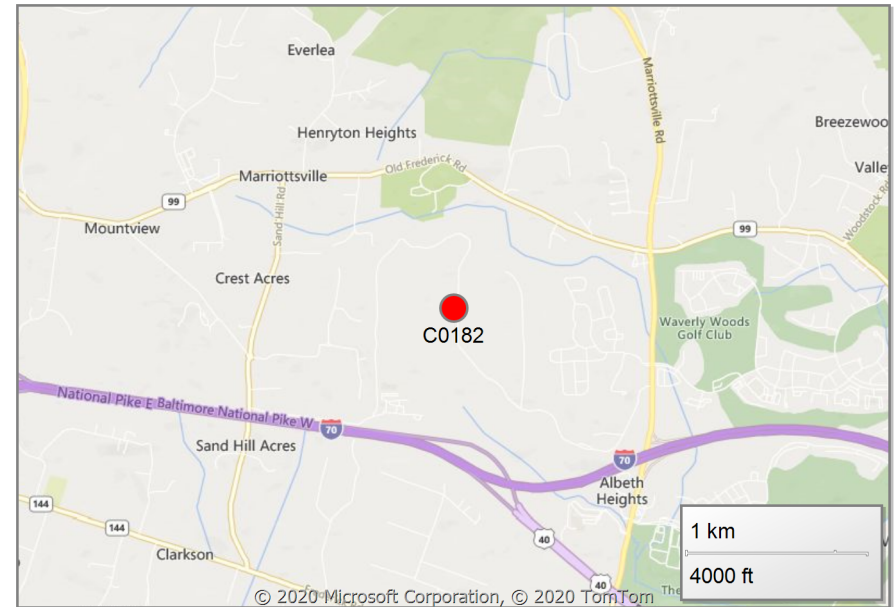 Everlea
Marriottsville Rd
Breezewoo
Henryton Heights
Old Frederick Rd
Valle
Marriottsville
99
Sand Hill Rd
Woodstock Rd
Mountview
99
Crest Acres
C0182
Waverly Woods
Golf Club
National Pike E Baltimore National Pike W
70
Sand Hill Acres
70
Albeth
Heights
144
144
40
1 km
Clarkson
4000 ft
40
The
© 2020 Microsoft Corporation, © 2020 TomTom